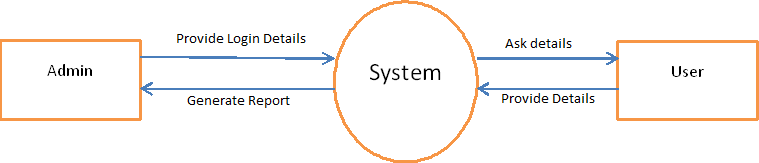 Provide Login Details
Ask details
Admin
System
User
Generate Report
Provide Details